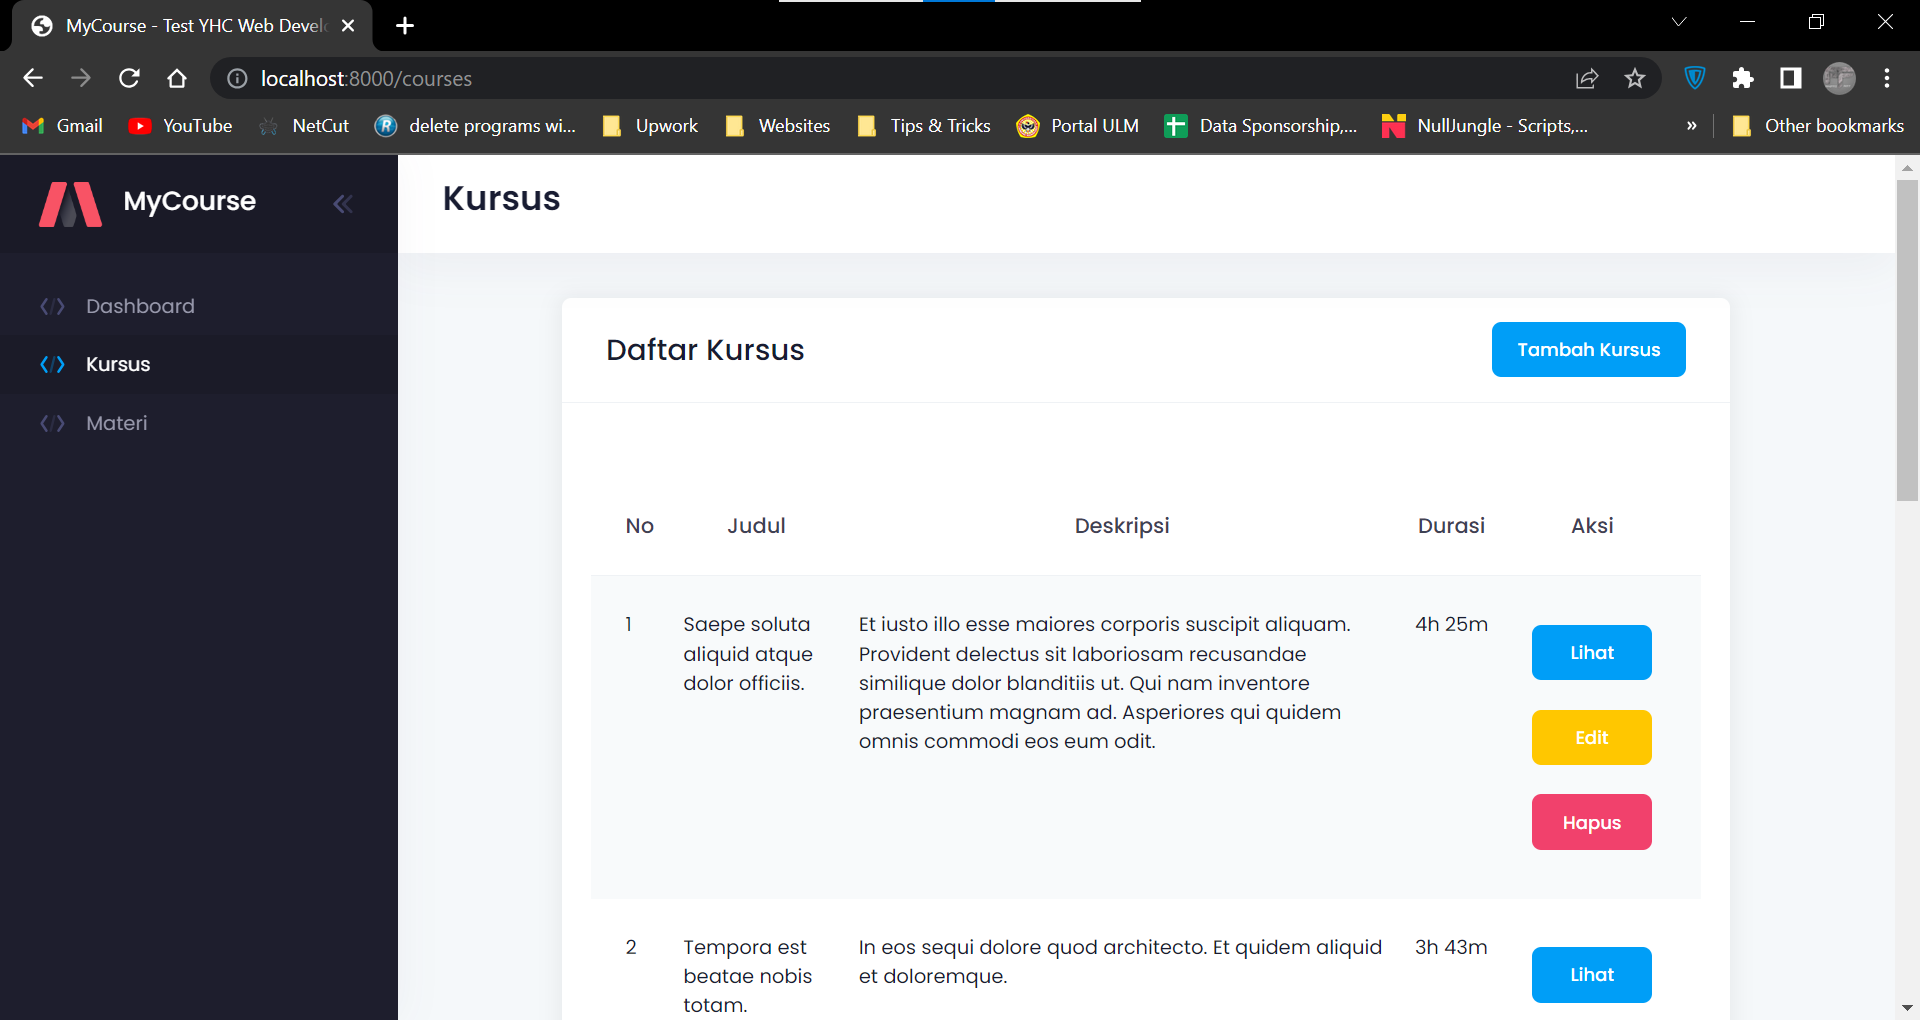 MyCourse - Test YHC Web Devel
localhost:8000/courses
Gmail
YouTube
NetCut
delete programs wi...
Upwork
Websites
Tips & Tricks
Portal ULM
Data Sponsorship,...
NullJungle - Scripts,...
»
Other bookmarks
MyCourse
Kursus
Dashboard
Kursus
Materi
Daftar Kursus
Tambah Kursus
No Judul Deskripsi Durasi Aksi
1
Saepe soluta
aliquid atque
dolor officiis.
Et iusto illo esse maiores corporis suscipit aliquam.
Provident delectus sit laboriosam recusandae
similique dolor blanditiis ut. Qui nam inventore
praesentium magnam ad. Asperiores qui quidem
omnis commodi eos eum odit.
4h 25m
Lihat
Edit
Hapus
2
Tempora est
beatae nobis
totam.
In eos sequi dolore quod architecto. Et quidem aliquid
et doloremque.
3h 43m
Lihat